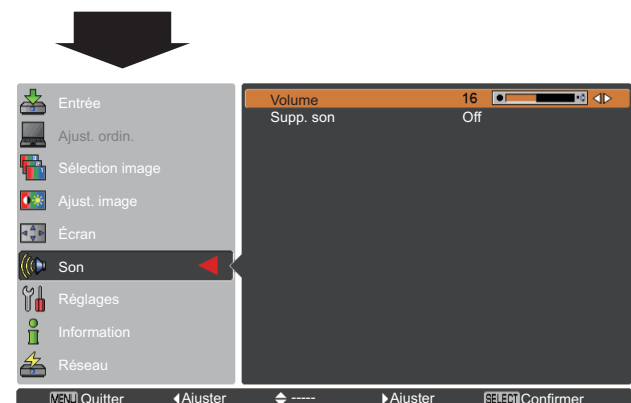 Entrée
Ajust. ordin.
Sélection image
Ajust. image
Écran
Son
Réglages
Information
Réseau
Volume 16
Supp. son Off
MENU Quitter Ajuster ----- Ajuster SELECT Confirmer